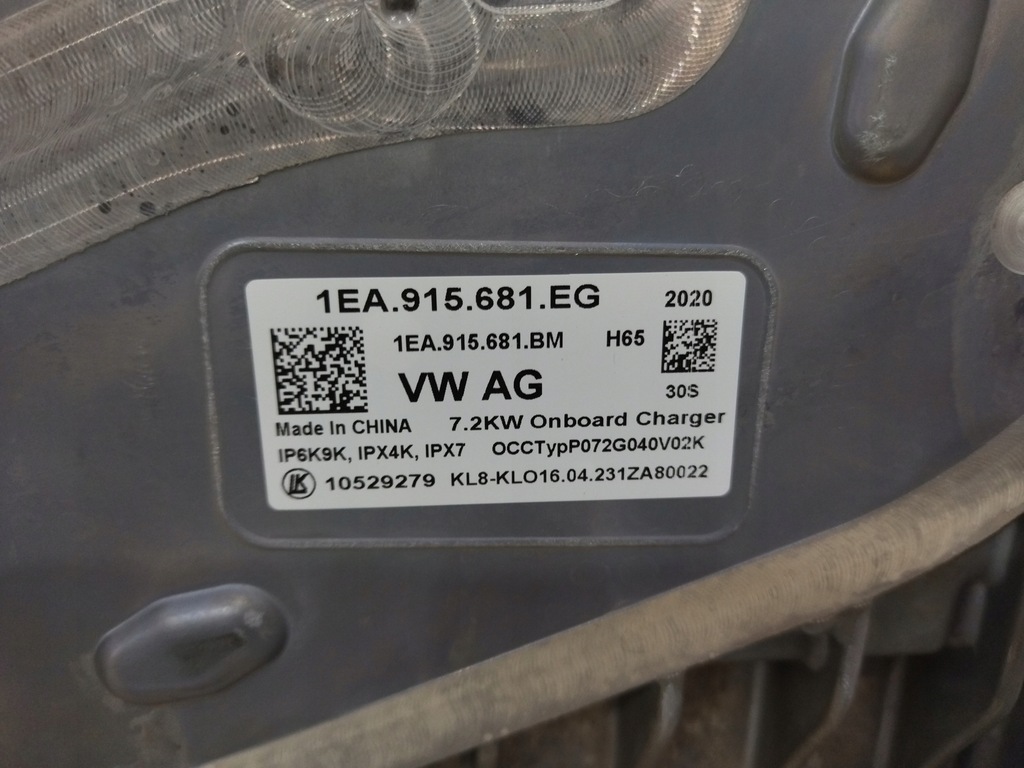 1EA.915.681.EG 2020
1EA.915.681.BM H65
VW AG 30S
Made In CHINA 7.2KW Onboard Charger
IP6K9K, IPX4K, IPX7 OCCTypP072G040V02K
LK 10529279 KL8-KLO16.04.231ZA80022